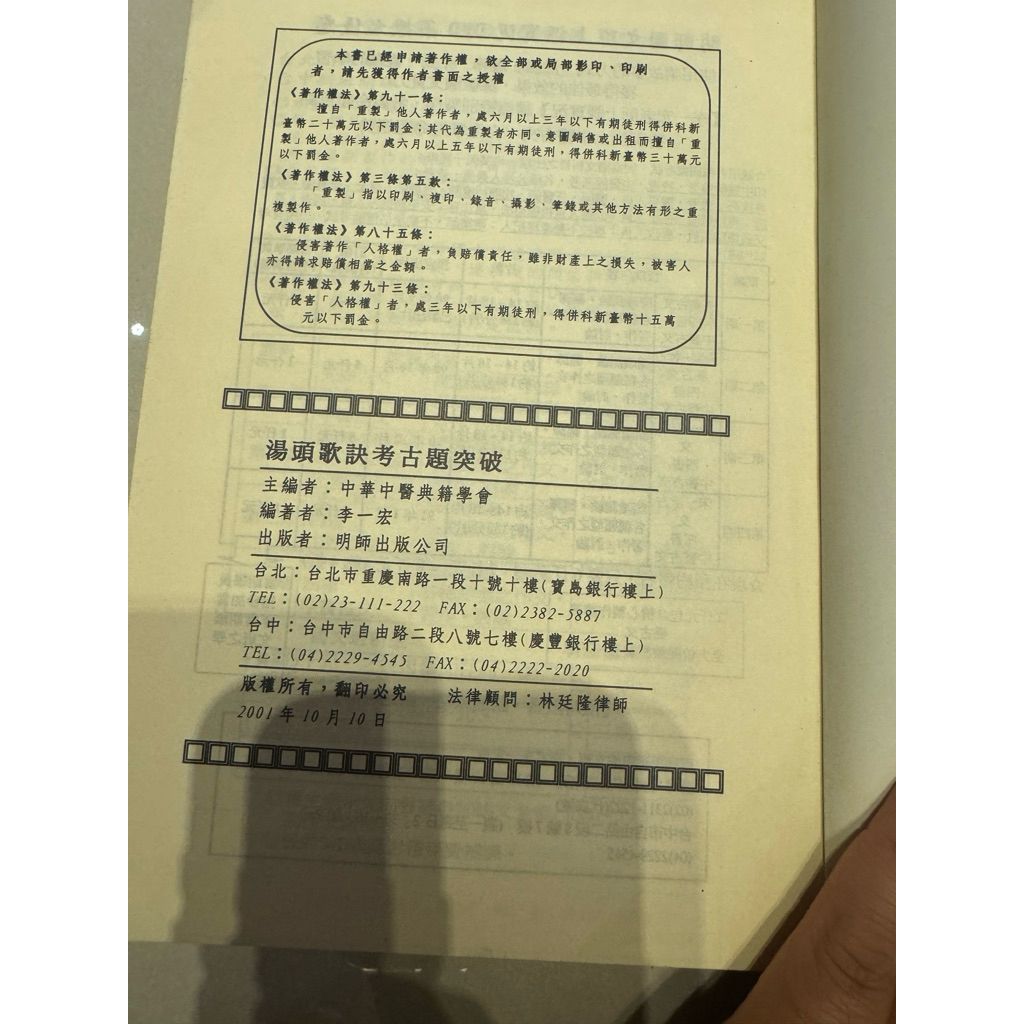 本書已經申請著作權，欲全部或局部影印、印刷
者，請先獲得作者書面之授權
《著作權法》第九十一條：
擅自「重製」他人著作者，處六月以上三年以下有期徒刑得併科新
臺幣二十萬元以下罰金；其代為重製者亦同。意圖銷售或出租而擅自「重
製」他人著作者，處六月以上五年以下有期徒刑，得併科新臺幣三十萬元
以下罰金。
《著作權法》第三條第五款：
「重製」指以印刷、複印、錄音、攝影、筆錄或其他方法有形之重
複製作。
《著作權法》第八十五條：
侵害著作「人格權」者，負賠償責任，雖非財產上之損失，被害人
亦得請求賠償相當之金額。
《著作權法》第九十三條：
侵害「人格權」者，處三年以下有期徒刑，得併科新臺幣十五萬
元以下罰金。
湯頭歌訣考古題突破
主編者：中華中醫典籍學會
編著者：李一宏
出版者：明師出版公司
台北：台北市重慶南路一段十號十樓(寶島銀行樓上)
TEL：(02)23-111-222 FAX：(02)2382-5887
台中：台中市自由路二段八號七樓(慶豐銀行樓上)
TEL：(04)2229-4545 FAX：(04)2222-2020
版權所有，翻印必究 法律顧問：林廷隆律師
2001年10月10日